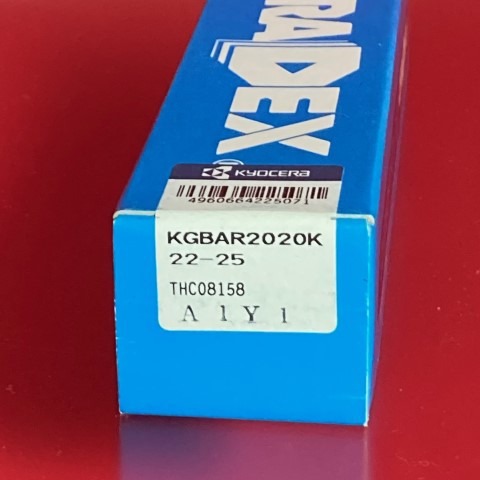 RADEX
KYOCERA
4960664225071
KGBAR2020K
22-25
THC08158
A1Y1